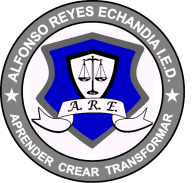 ALFONSO REYES ECHANDIA I.E.D.
A. R. E.
APRENDER CREAR TRANSFORMAR